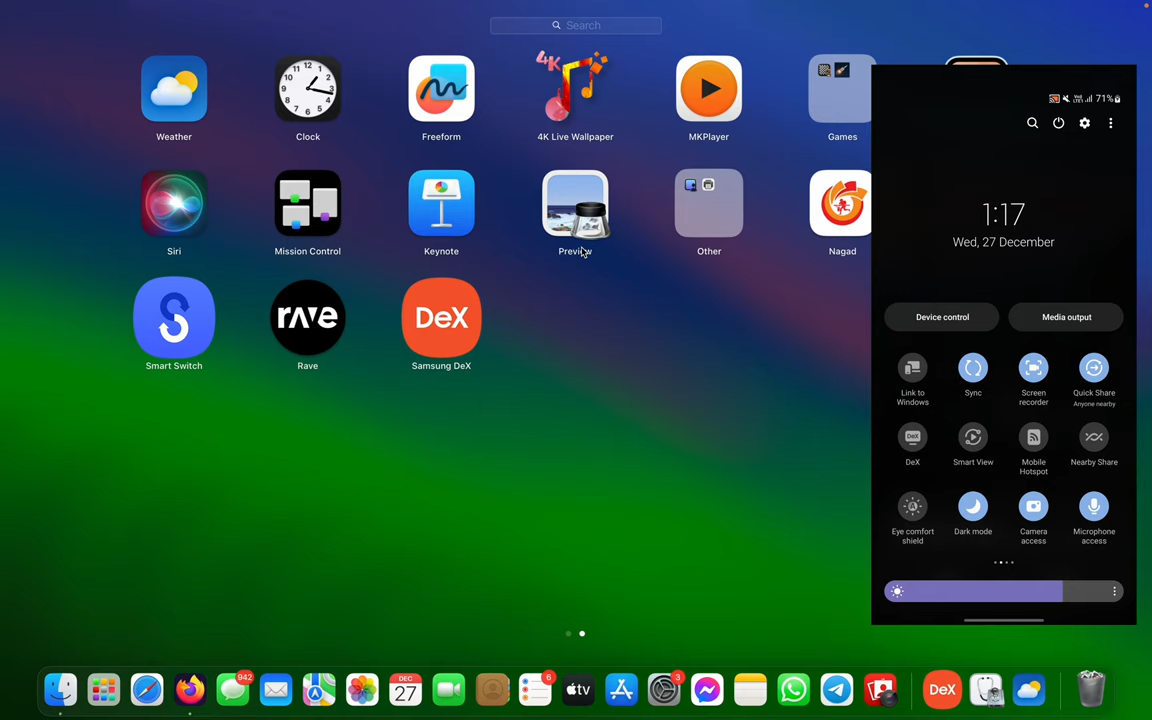 Search
Weather
Clock
Freeform
4K
4K Live Wallpaper
MKPlayer
Games
Siri
Mission Control
Keynote
Preview
Other
Nagad
rave
DeX
Smart Switch
Rave
Samsung DeX
71%
1:17
Wed, 27 December
Device control
Media output
Link to
Windows
Sync
Screen
recorder
Quick Share
Anyone nearby
DeX
DeX
Smart View
Mobile
Hotspot
Nearby Share
Eye comfort
shield
Dark mode
Camera
access
Microphone
access
942
DEC
27
6
tv
3
DeX